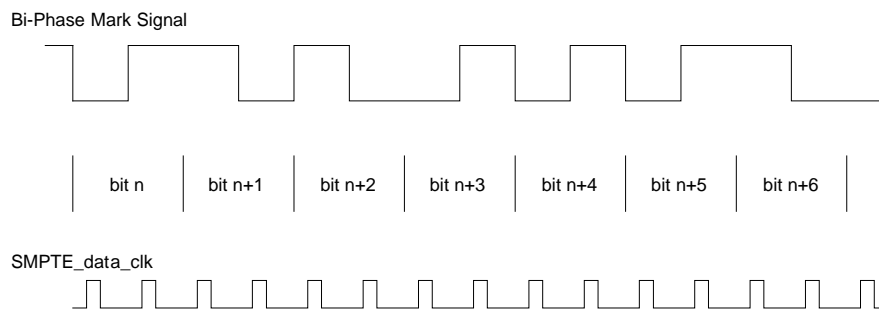 Bi-Phase Mark Signal
bit n bit n+1 bit n+2 bit n+3 bit n+4 bit n+5 bit n+6
SMPTE_data_clk